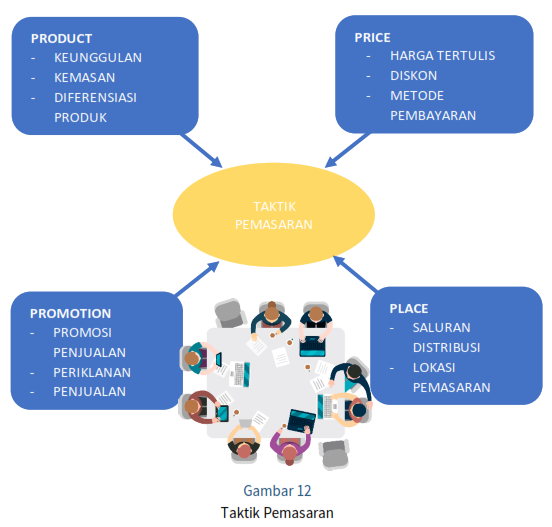 PRODUCT
- KEUNGGULAN
- KEMASAN
- DIFERENSIASI
PRODUK
PRICE
- HARGA TERTULIS
- DISKON
- METODE
PEMBAYARAN
TAKTIK
PEMASARAN
PROMOTION
- PROMOSI
PENJUALAN
- PERIKLANAN
- PENJUALAN
PLACE
- SALURAN
DISTRIBUSI
- LOKASI
PEMASARAN
Gambar 12
Taktik Pemasaran